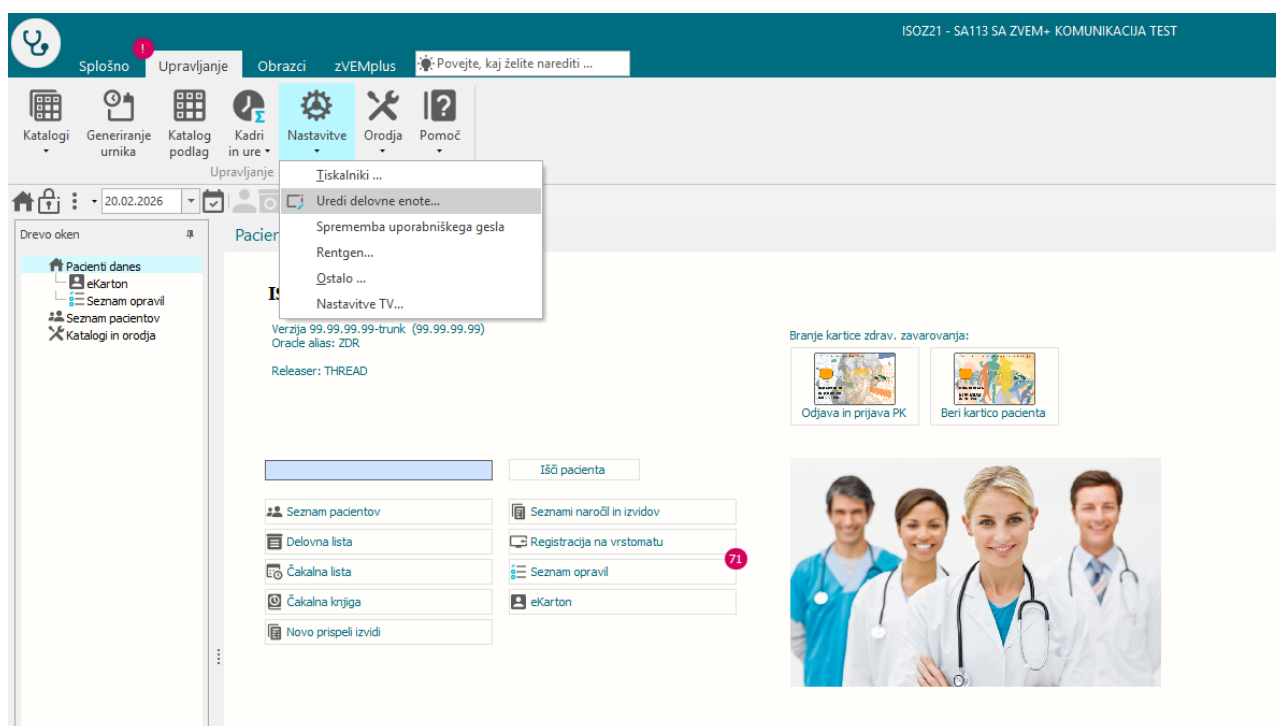 ISOZ21 - SA113 SA ZVEM+ KOMUNIKACIJA TEST
!
Splošno Upravljanje Obrazci zVEMplus Povejte, kaj želite narediti ...
Katalogi Generiranje urnika Katalog podlag Kadri in ure Nastavitve Orodja Pomoč
Upravljanje
Tiskalniki ...
Uredi delovne enote...
Sprememba uporabniškega gesla
Rentgen...
Ostalo ...
Nastavitve TV...
20.02.2026
Drevo oken
Pacienti danes
eKarton
Seznam opravil
Seznam pacientov
Katalogi in orodja
Verzija 99.99.99.99-trunk (99.99.99.99)
Oracle alias: ZDR
Releaser: THREAD
Branje kartice zdrav. zavarovanja:
Odjava in prijava PK
Beri kartico pacienta
Išči pacienta
Seznam pacientov
Seznami naročil in izvidov
Delovna lista
Registracija na vrstomatu
71
Čakalna lista
Seznam opravil
Čakalna knjiga
eKarton
Novo prispeli izvidi